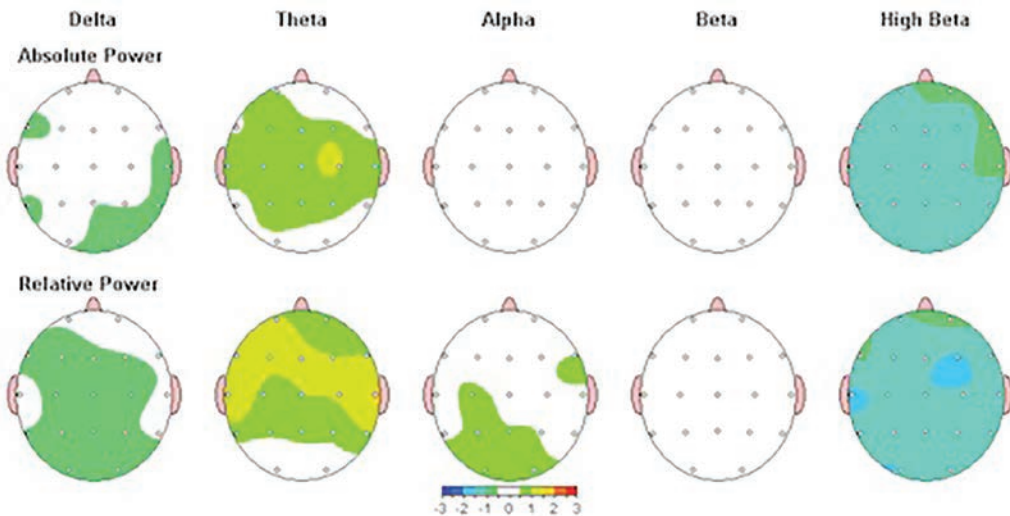 Delta Theta Alpha Beta High Beta
Absolute Power
Relative Power
-3 -2 -1 0 1 2 3